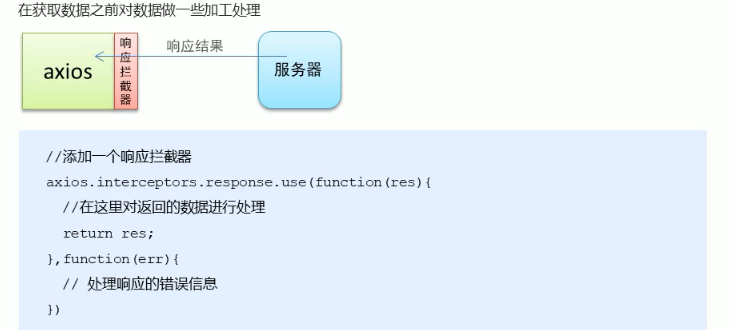 在获取数据之前对数据做一些加工处理
axios
响应拦截器
响应结果
服务器
//添加一个响应拦截器
axios.interceptors.response.use(function(res){
//在这里对返回的数据进行处理
return res;
},function(err){
// 处理响应的错误信息
})